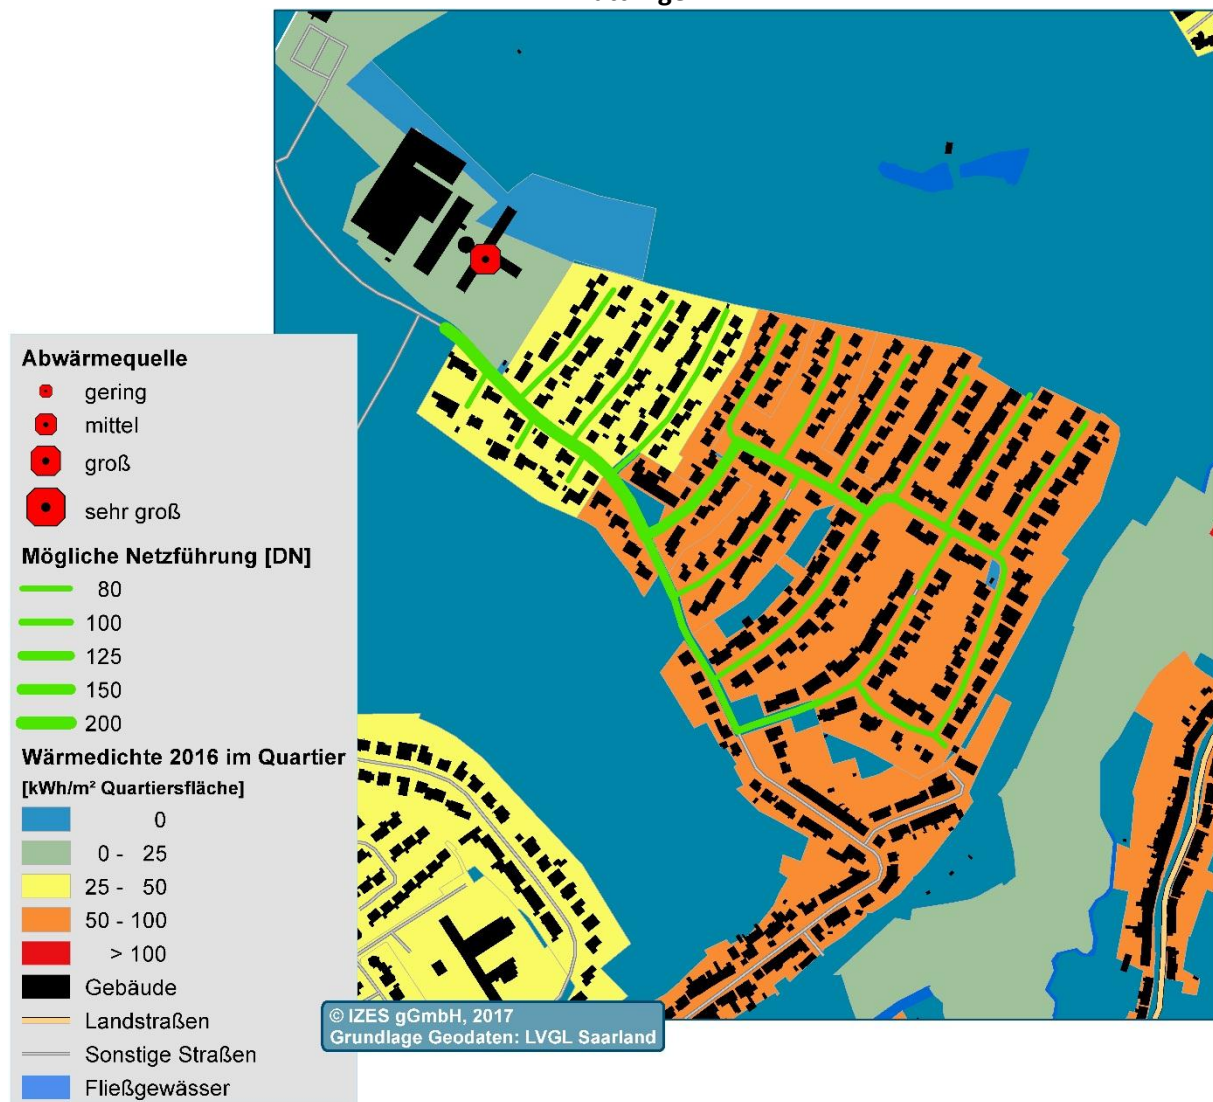 Abwärmequelle
gering
mittel
groß
sehr groß
Mögliche Netzführung [DN]
80
100
125
150
200
Wärmedichte 2016 im Quartier
[kWh/m² Quartiersfläche]
0
0 - 25
25 - 50
50 - 100
> 100
Gebäude
Landstraßen
Sonstige Straßen
Fließgewässer
© IZES gGmbH, 2017
Grundlage Geodaten: LVGL Saarland